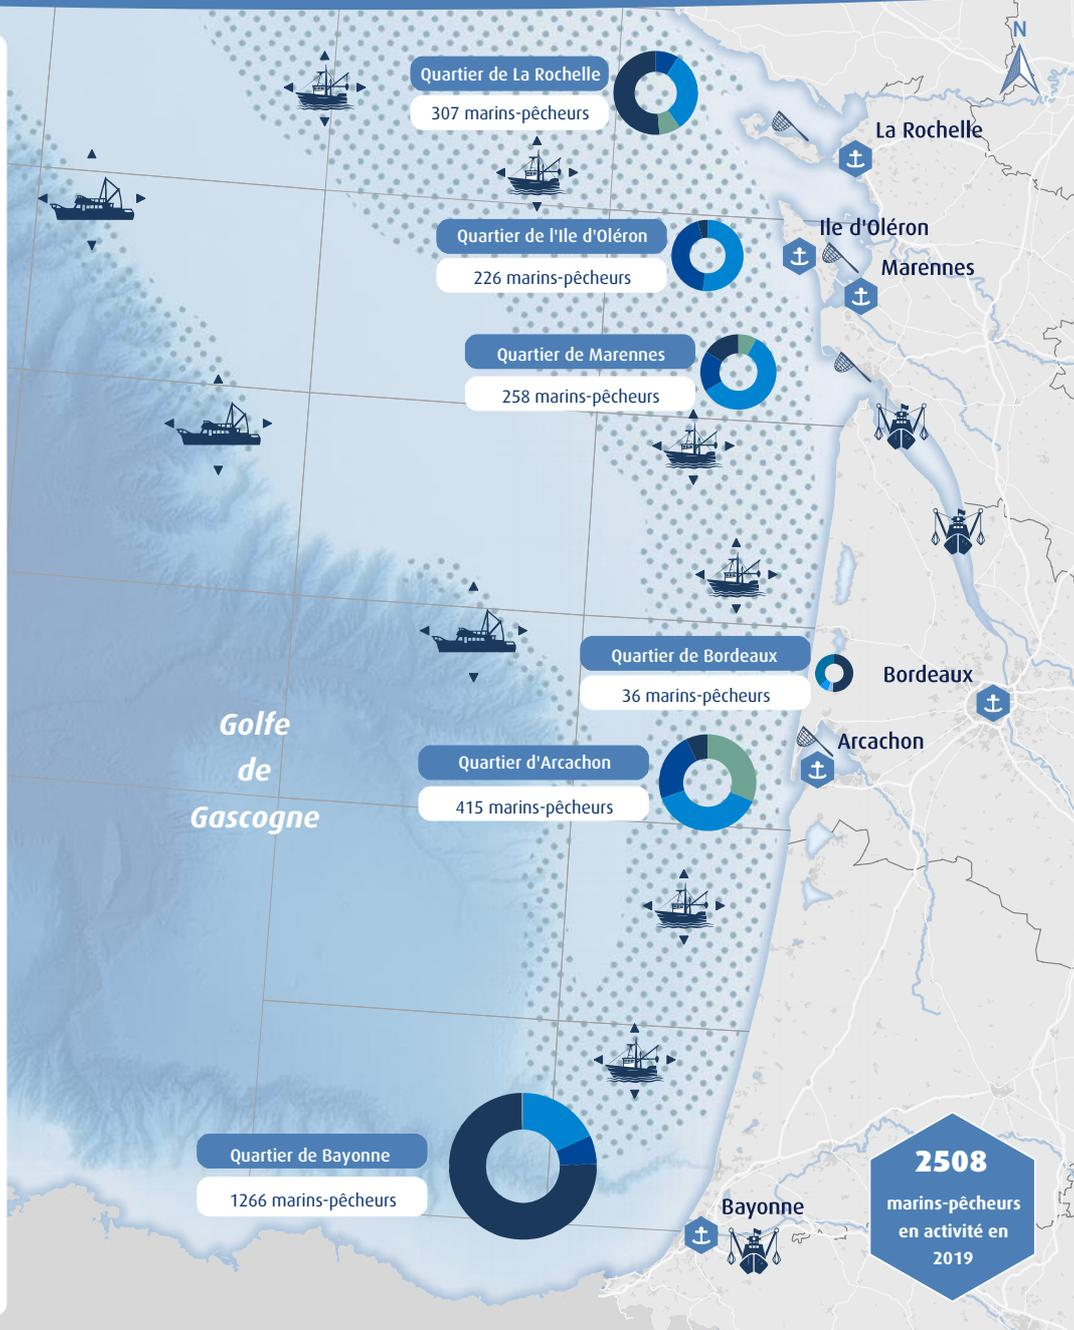 N
Quartier de La Rochelle
307 marins-pêcheurs
La Rochelle
Quartier de l'Ile d'Oléron
226 marins-pêcheurs
Ile d'Oléron
Marennes
Quartier de Marennes
258 marins-pêcheurs
Quartier de Bordeaux
36 marins-pêcheurs
Bordeaux
Golfe
de
Gascogne
Quartier d'Arcachon
415 marins-pêcheurs
Arcachon
Quartier de Bayonne
1266 marins-pêcheurs
Bayonne
2508
marins-pêcheurs
en activité en
2019